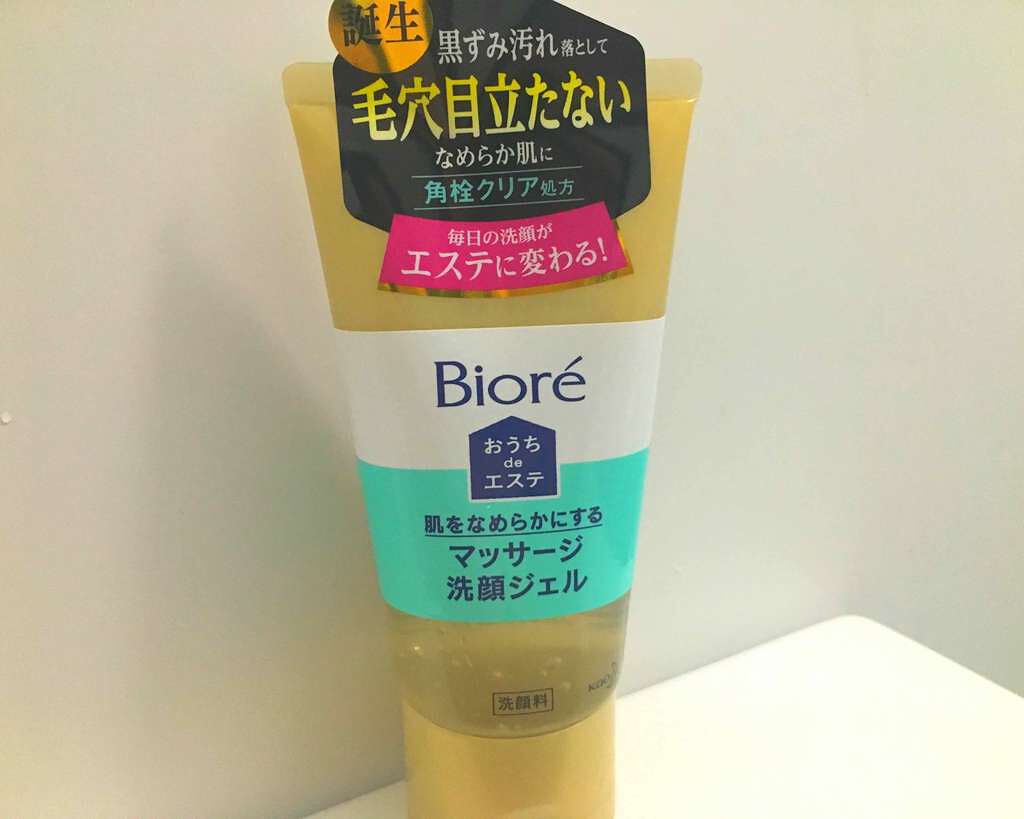 誕生
黒ずみ汚れ落として
毛穴目立たない
なめらか肌に
角栓クリア処方
毎日の洗顔が
エステに変わる!
Bioré
おうち
de
エステ
肌をなめらかにする
マッサージ
洗顔ジェル
洗顔料